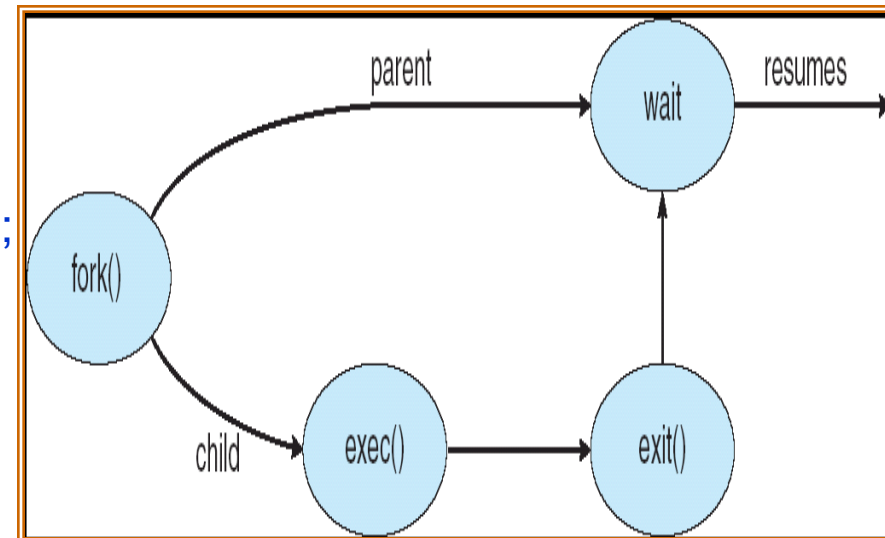 parent
wait
resumes
;
fork()
child
exec()
exit()